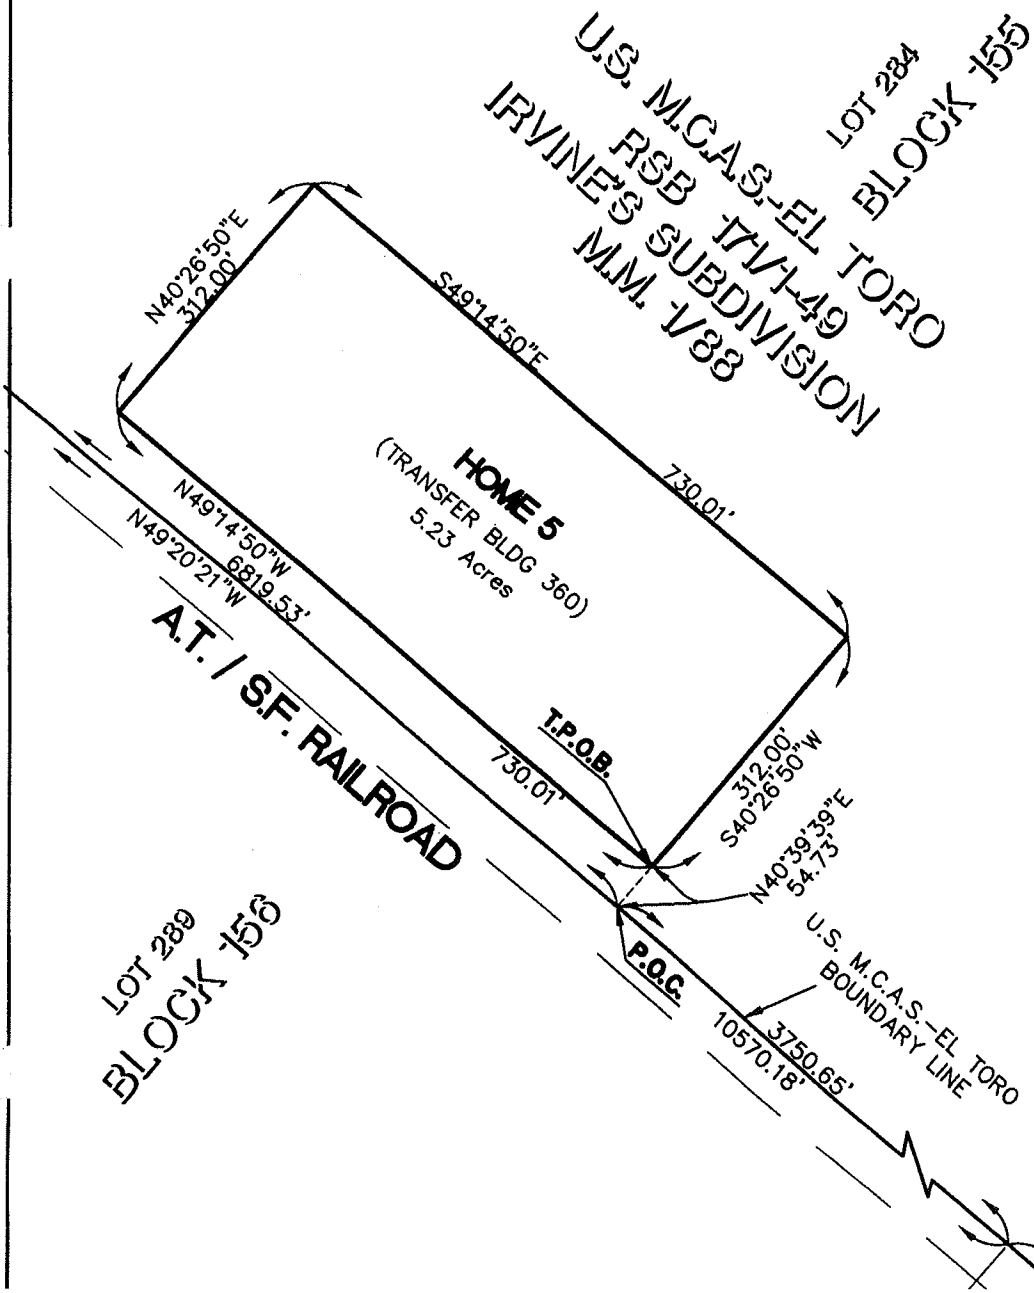 U.S. M.C.A.S.-EL TORO
RSB 171/1-49
IRVINE'S SUBDIVISION
M.M. 1/88
LOT 284
BLOCK 155
N40°26'50"E
312.00'
S49°14'50"E
730.01'
HOME 5
(TRANSFER BLDG 360)
5.23 Acres
N49°14'50"W
730.01'
N49°20'21"W
6819.53'
A.T. / S.F. RAILROAD
T.P.O.B.
312.00'
S40°26'50"W
N40°39'39"E
54.73'
P.O.C.
U.S. M.C.A.S.-EL TORO
BOUNDARY LINE
3750.65'
10570.18'
LOT 289
BLOCK 156